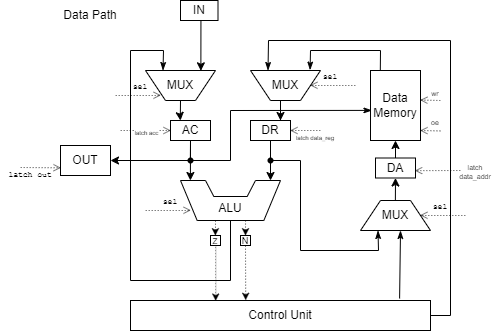 Data Path
IN
sel
MUX
MUX
sel
Data
Memory
wr
oe
latch acc
AC
DR
latch data_reg
OUT
latch out
DA
latch
data_addr
sel
ALU
MUX
sel
Z
N
Control Unit